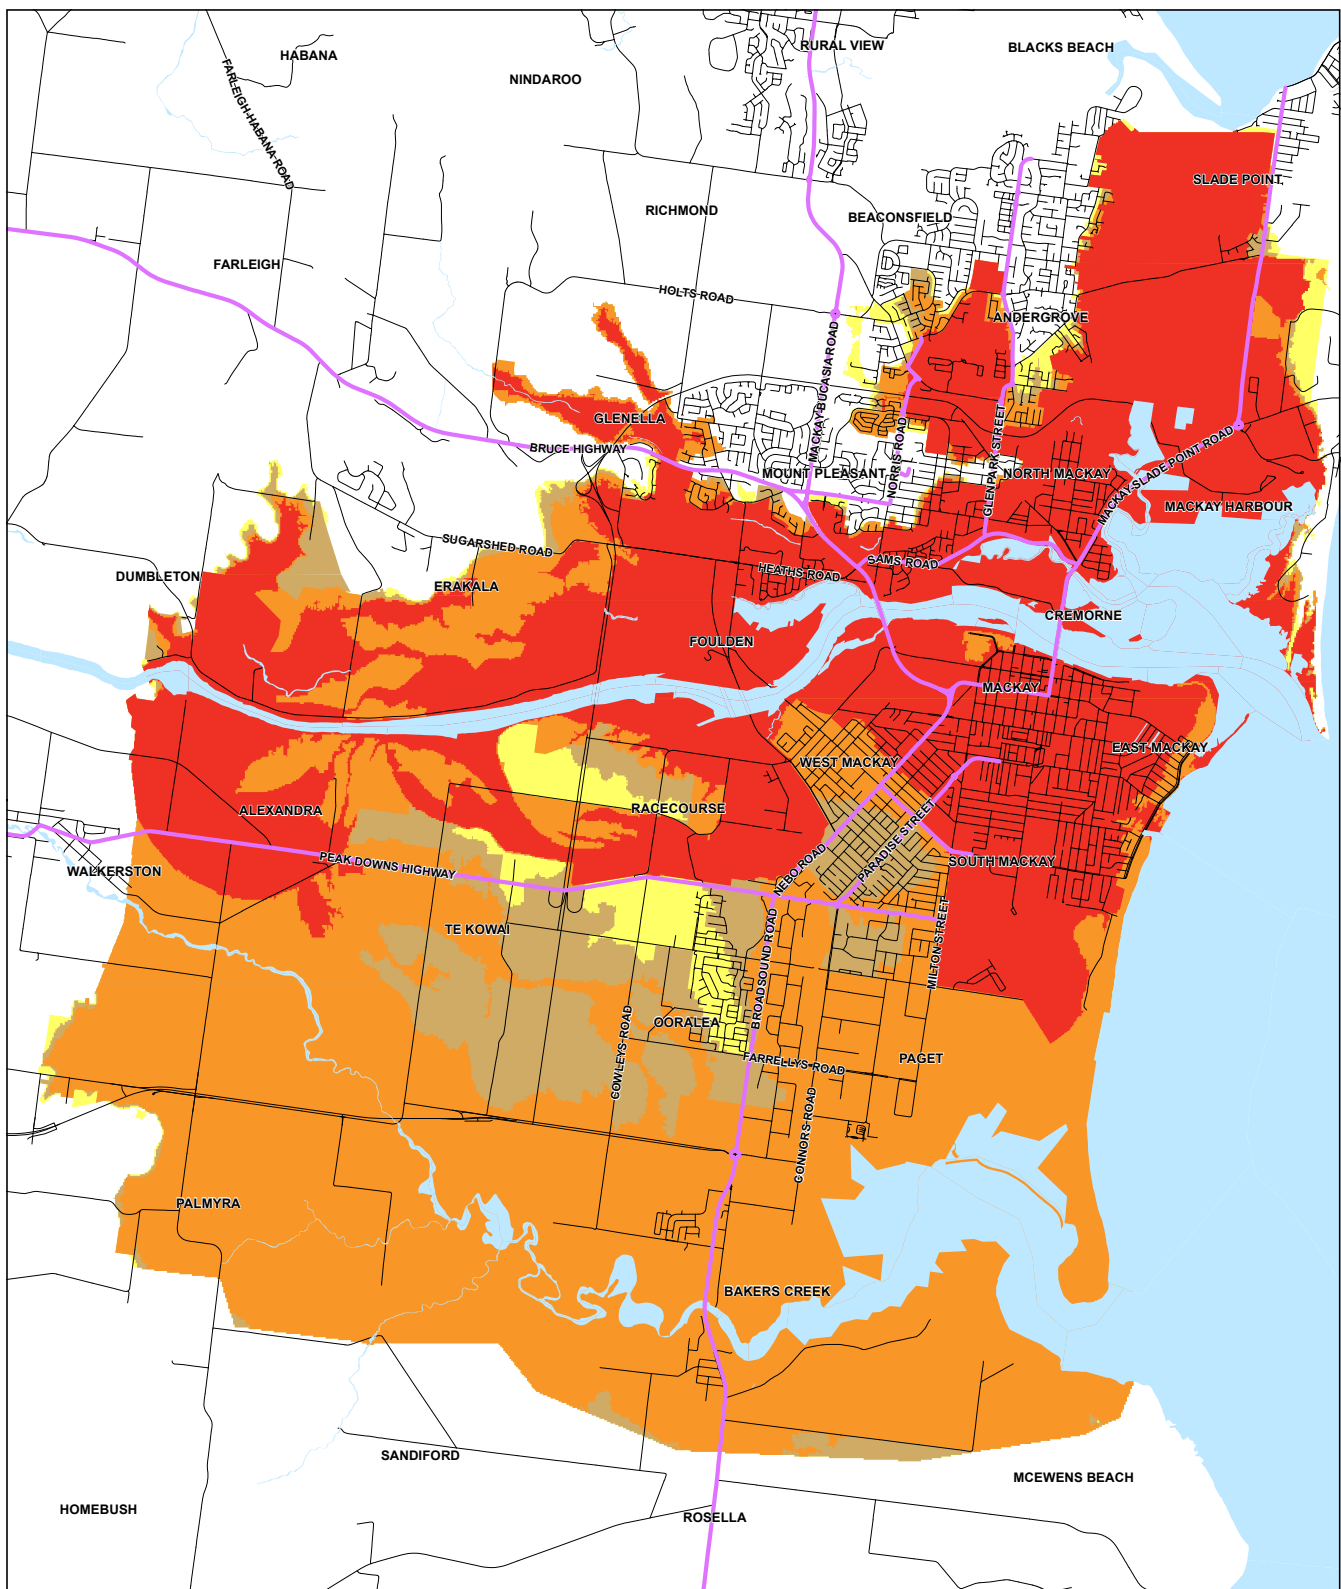 RURAL VIEW
BLACKS BEACH
HABANA
NINDAROO
FARLEIGH-HABANA-ROAD
SLADE POINT
RICHMOND
BEACONSFIELD
FARLEIGH
HOLTS ROAD
ANDERGROVE
MACKAY-BUCASIA ROAD
GLENELLA
BRUCE HIGHWAY
NORRIS ROAD
GLENPARK STREET
MOUNT PLEASANT
NORTH MACKAY
MACKAY-SLADE POINT ROAD
MACKAY HARBOUR
SUGARSHED ROAD
SAMS ROAD
HEATHS ROAD
DUMBLETON
ERAKALA
CREMORNE
FOULDEN
MACKAY
EAST MACKAY
WEST MACKAY
RACECOURSE
ALEXANDRA
PARADISE STREET
SOUTH MACKAY
PEAK DOWNS HIGHWAY
NEBO ROAD
WALKERSTON
TE KOWAI
MILTON STREET
BROADSOUND ROAD
OORALEA
COWLEYS ROAD
FARRELLYS ROAD
PAGET
CONNORS ROAD
PALMYRA
BAKERS CREEK
SANDIFORD
MCEWENS BEACH
HOMEBUSH
ROSELLA